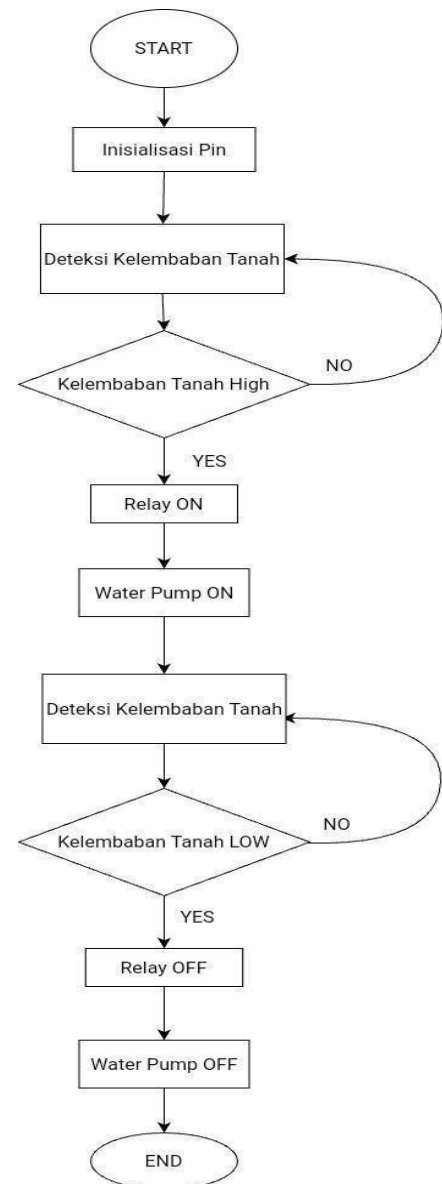 START
Inisialisasi Pin
Deteksi Kelembaban Tanah
Kelembaban Tanah High
NO
YES
Relay ON
Water Pump ON
Deteksi Kelembaban Tanah
Kelembaban Tanah LOW
NO
YES
Relay OFF
Water Pump OFF
END